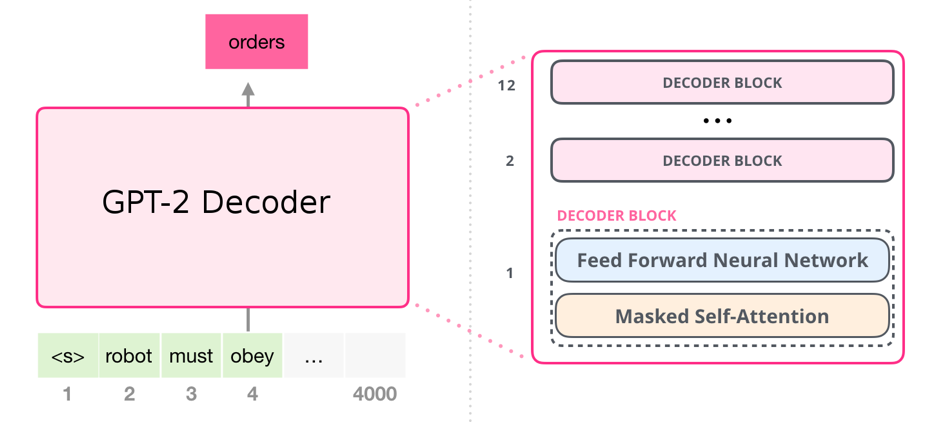 orders
GPT-2 Decoder
<s> robot must obey ...
1 2 3 4 4000
12 DECODER BLOCK
...
2 DECODER BLOCK
DECODER BLOCK
1
Feed Forward Neural Network
Masked Self-Attention